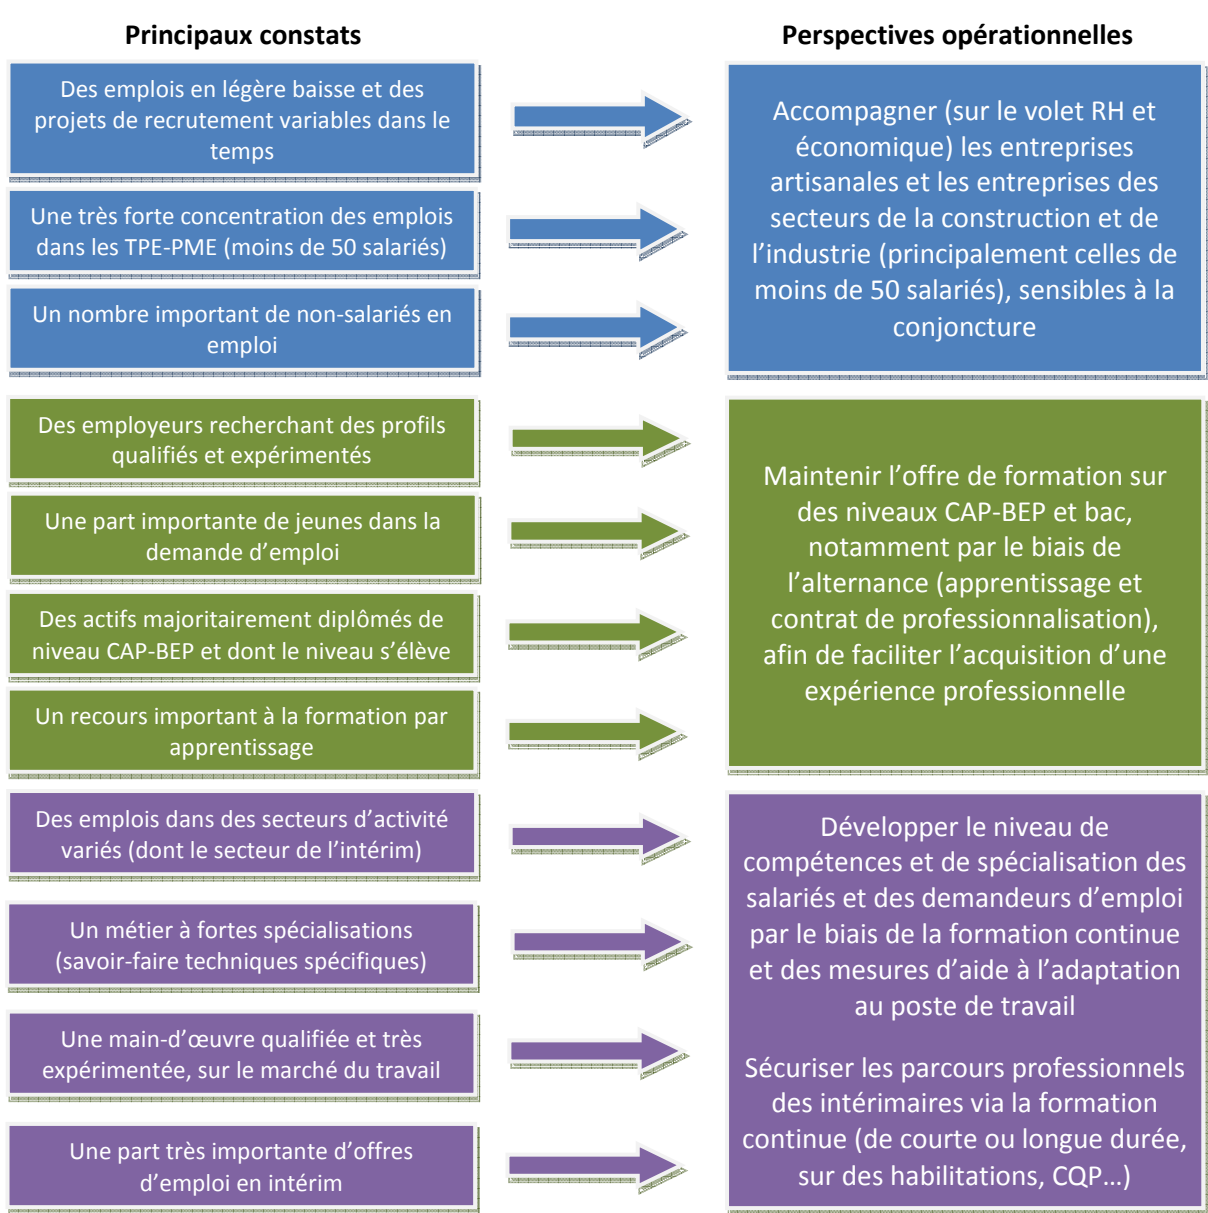 Principaux constats
Perspectives opérationnelles
Des emplois en légère baisse et des
projets de recrutement variables dans le
temps
Une très forte concentration des emplois
dans les TPE-PME (moins de 50 salariés)
Un nombre important de non-salariés en
emploi
Accompagner (sur le volet RH et
économique) les entreprises
artisanales et les entreprises des
secteurs de la construction et de
l’industrie (principalement celles de
moins de 50 salariés), sensibles à la
conjoncture
Des employeurs recherchant des profils
qualifiés et expérimentés
Une part importante de jeunes dans la
demande d’emploi
Des actifs majoritairement diplômés de
niveau CAP-BEP et dont le niveau s’élève
Un recours important à la formation par
apprentissage
Maintenir l’offre de formation sur
des niveaux CAP-BEP et bac,
notamment par le biais de
l’alternance (apprentissage et
contrat de professionnalisation),
afin de faciliter l’acquisition d’une
expérience professionnelle
Des emplois dans des secteurs d’activité
variés (dont le secteur de l’intérim)
Un métier à fortes spécialisations
(savoir-faire techniques spécifiques)
Une main-d’œuvre qualifiée et très
expérimentée, sur le marché du travail
Une part très importante d’offres
d’emploi en intérim
Développer le niveau de
compétences et de spécialisation des
salariés et des demandeurs d’emploi
par le biais de la formation continue
et des mesures d’aide à l’adaptation
au poste de travail
Sécuriser les parcours professionnels
des intérimaires via la formation
continue (de courte ou longue durée,
sur des habilitations, CQP…)